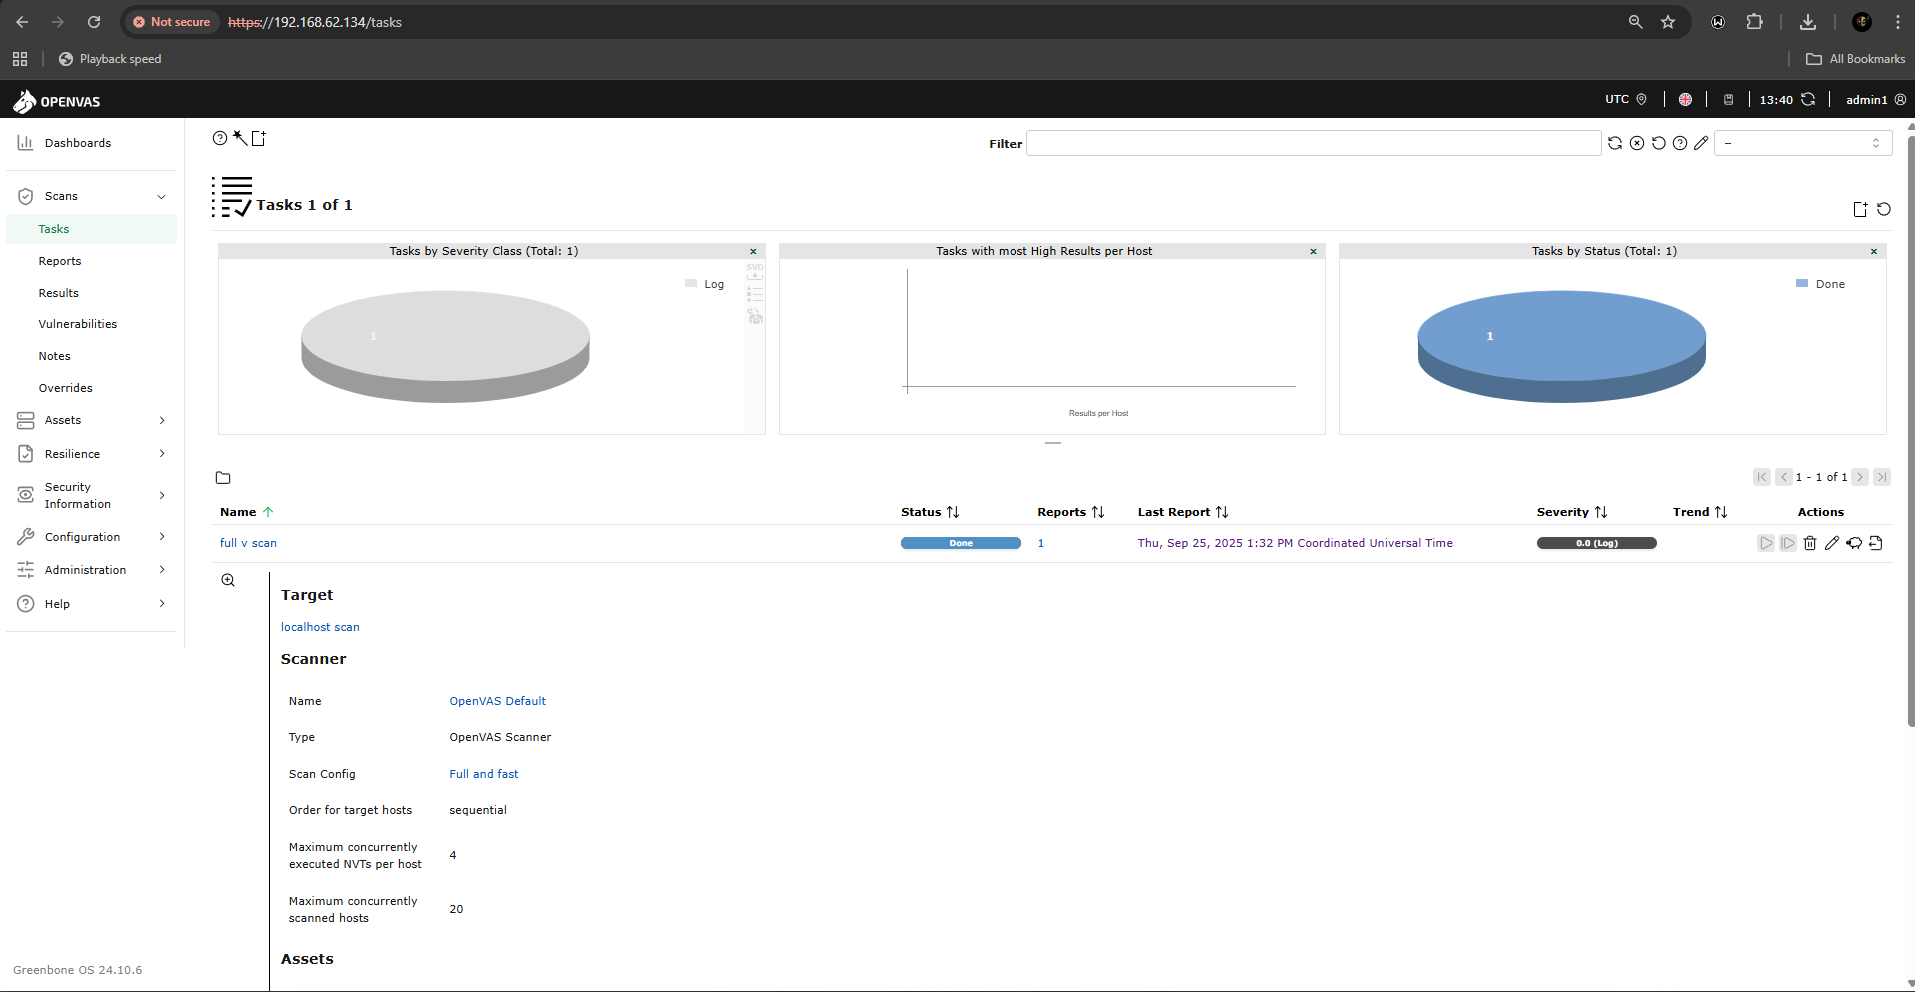 Not secure
https://192.168.62.134/tasks
Playback speed
All Bookmarks
OPENVAS
UTC
13:40
admin1
Dashboards
Scans
Tasks
Reports
Results
Vulnerabilities
Notes
Overrides
Assets
Resilience
Security
Information
Configuration
Administration
Help
Greenbone OS 24.10.6
Filter
--
Tasks 1 of 1
Tasks by Severity Class (Total: 1)
Log
SVG
1
Tasks with most High Results per Host
Results per Host
Tasks by Status (Total: 1)
Done
1
1 - 1 of 1
Name Status Reports Last Report Severity Trend Actions
full v scan Done 1 Thu, Sep 25, 2025 1:32 PM Coordinated Universal Time 0.0 (Log)
Target
localhost scan
Scanner
Name OpenVAS Default
Type OpenVAS Scanner
Scan Config Full and fast
Order for target hosts sequential
Maximum concurrently
executed NVTs per host 4
Maximum concurrently
scanned hosts 20
Assets